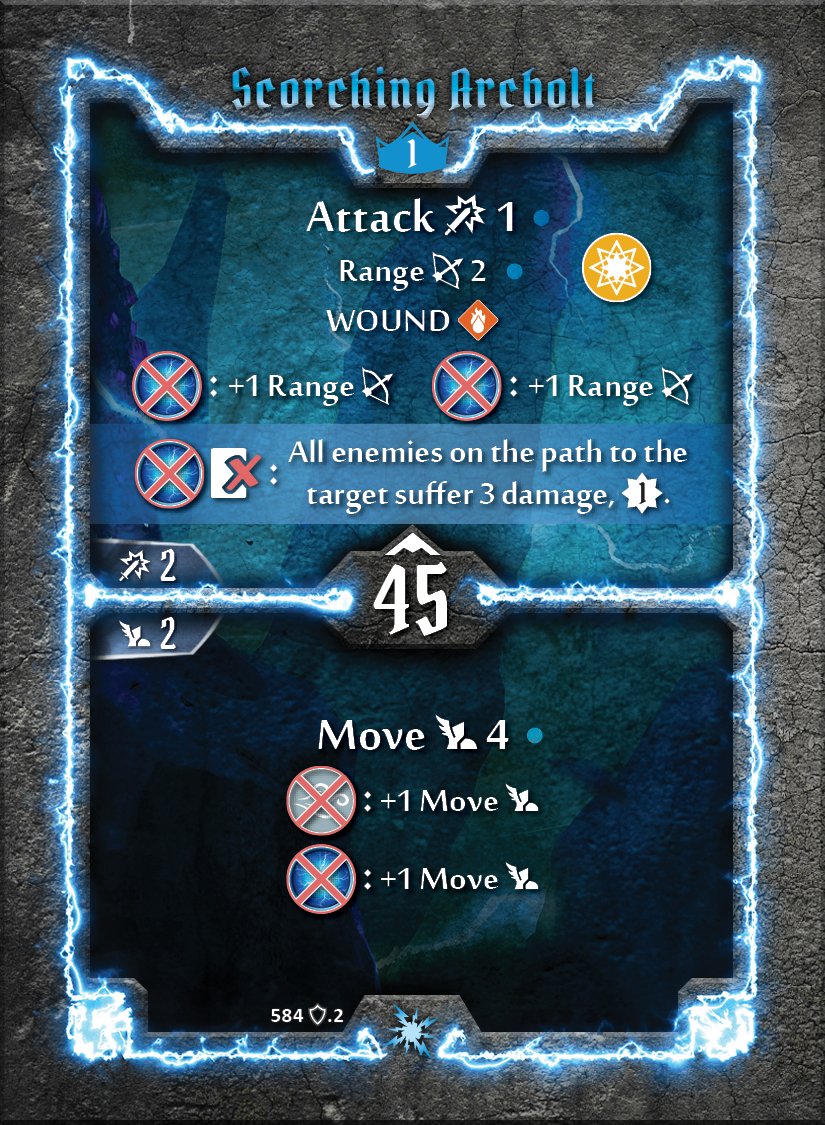 Scorching Arcbolt
1
Attack 1
Range 2
WOUND
: +1 Range : +1 Range
: All enemies on the path to the
target suffer 3 damage, 1.
2
45
2
Move 4
: +1 Move
: +1 Move
584 .2